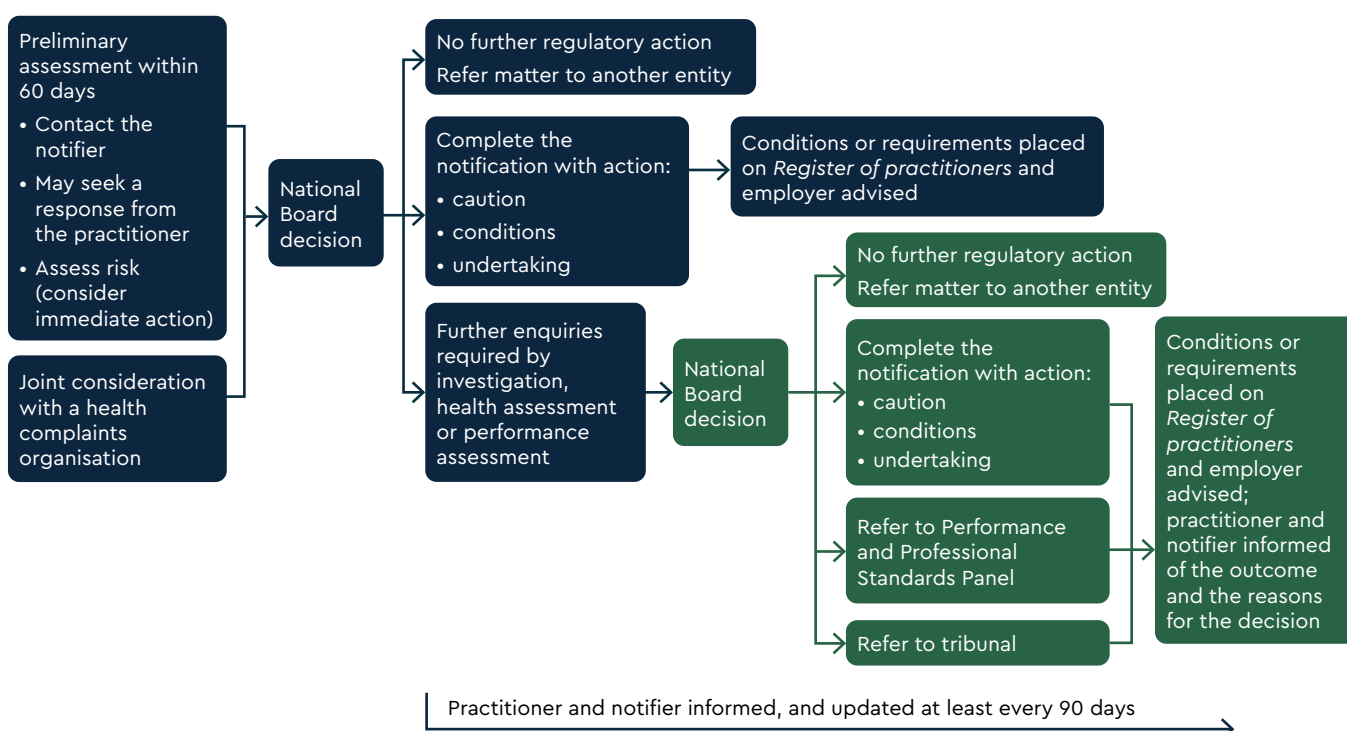 Preliminary
assessment within
60 days
• Contact the
notifier
• May seek a
response from
the practitioner
• Assess risk
(consider
immediate action)
Joint consideration
with a health
complaints
organisation
National
Board
decision
No further regulatory action
Refer matter to another entity
Complete the
notification with action:
• caution
• conditions
• undertaking
Conditions or requirements placed
on Register of practitioners and
employer advised
Further enquiries
required by
investigation,
health assessment
or performance
assessment
National
Board
decision
No further regulatory action
Refer matter to another entity
Complete the
notification with action:
• caution
• conditions
• undertaking
Refer to Performance
and Professional
Standards Panel
Refer to tribunal
Conditions or
requirements
placed on
Register of
practitioners
and employer
advised;
practitioner and
notifier informed
of the outcome
and the reasons
for the decision
Practitioner and notifier informed, and updated at least every 90 days